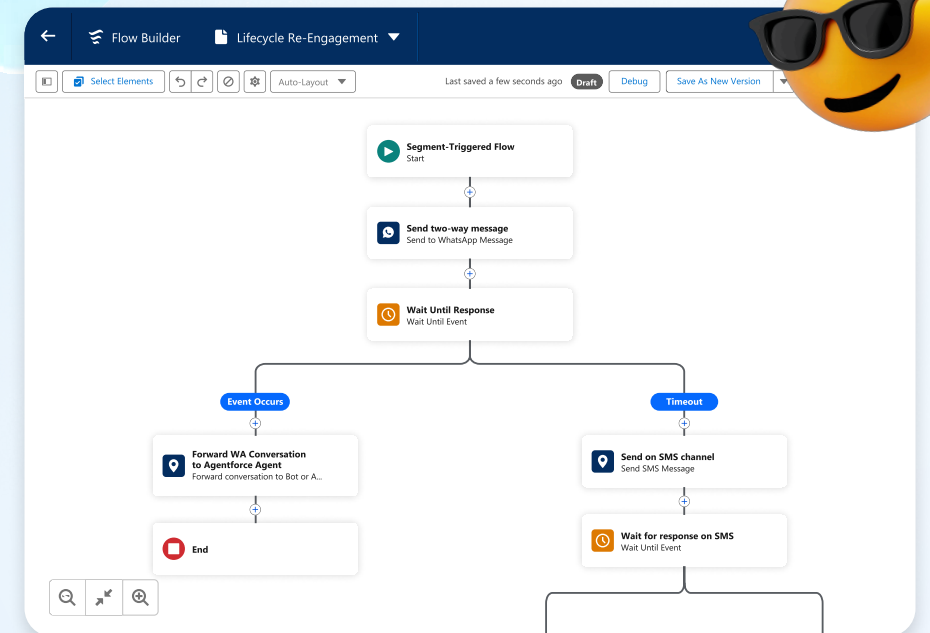 Flow Builder
Lifecycle Re-Engagement
Select Elements
Auto-Layout
Last saved a few seconds ago
Draft
Debug
Save As New Version
Segment-Triggered Flow
Start
Send two-way message
Send to WhatsApp Message
Wait Until Response
Wait Until Event
Event Occurs
Timeout
Forward WA Conversation
to Agentforce Agent
Forward conversation to Bot or A...
Send on SMS channel
Send SMS Message
End
Wait for response on SMS
Wait Until Event